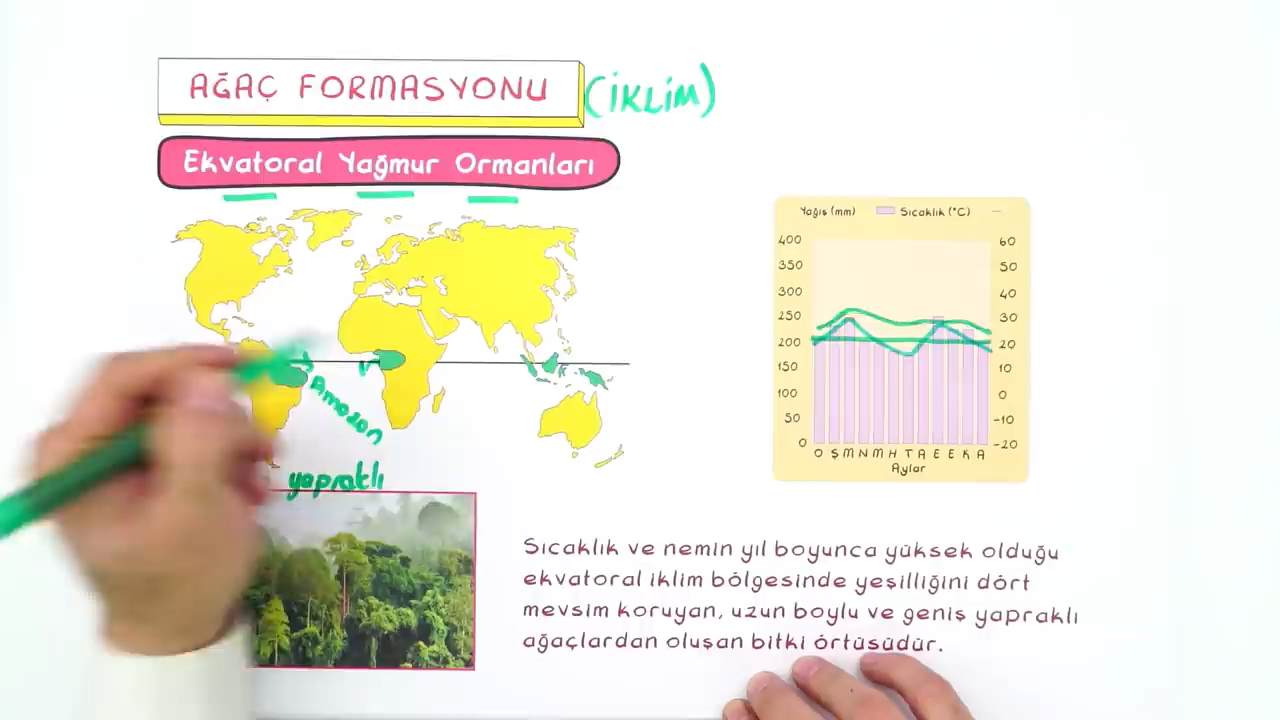 AĞAÇ FORMASYONU (İKLİM)
Ekvatoral Yağmur Ormanları
Amazon
yapraklı
Yağış (mm) Sıcaklık (°C)
400 60
350 50
300 40
250 30
200 20
150 10
100 0
50 -10
0 -20
O Ş M N M H T A E E K A
Aylar
Sıcaklık ve nemin yıl boyunca yüksek olduğu
ekvatoral iklim bölgesinde yeşilliğini dört
mevsim koruyan, uzun boylu ve geniş yapraklı
ağaçlardan oluşan bitki örtüsüdür.